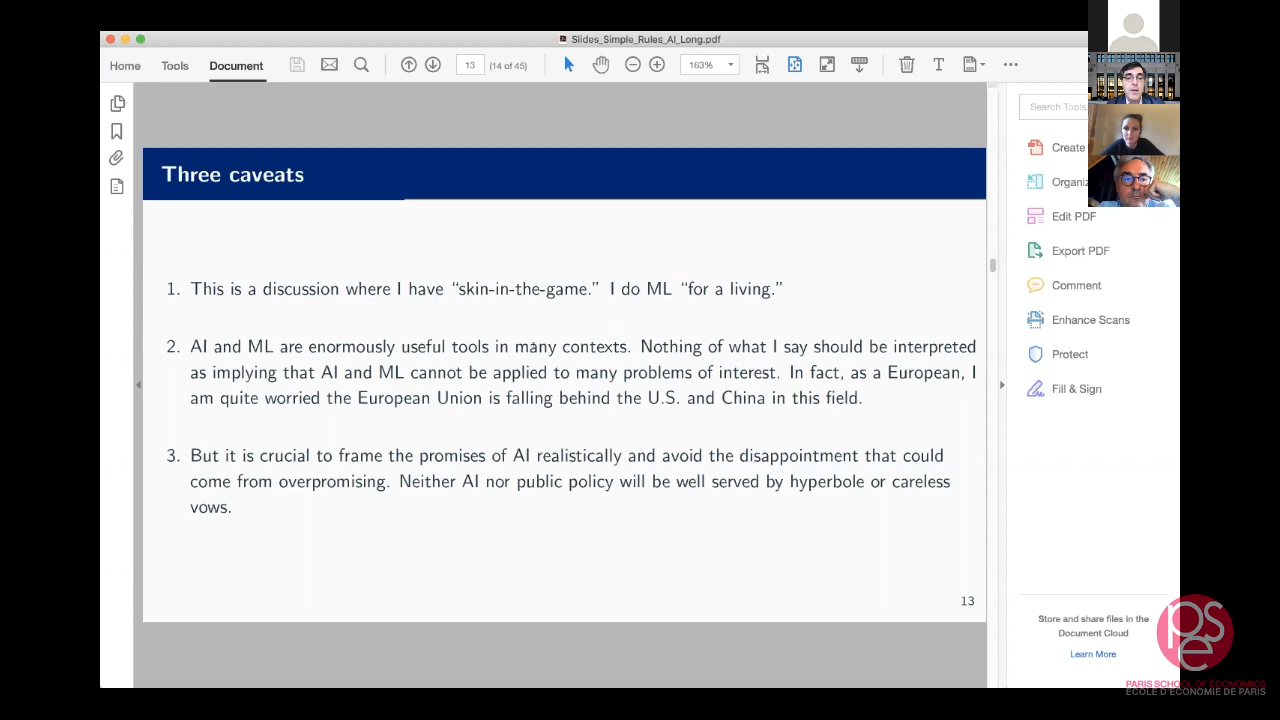 Slides_Simple_Rules_AI_Long.pdf
Home Tools Document 13 (14 of 45) 163%
Search Tools
Three caveats
1. This is a discussion where I have “skin-in-the-game.” I do ML “for a living.”
2. AI and ML are enormously useful tools in many contexts. Nothing of what I say should be interpreted
as implying that AI and ML cannot be applied to many problems of interest. In fact, as a European, I
am quite worried the European Union is falling behind the U.S. and China in this field.
3. But it is crucial to frame the promises of AI realistically and avoid the disappointment that could
come from overpromising. Neither AI nor public policy will be well served by hyperbole or careless
vows.
13
Create
Organiz
Edit PDF
Export PDF
Comment
Enhance Scans
Protect
Fill & Sign
Store and share files in the
Document Cloud
Learn More
pse
PARIS SCHOOL OF ECONOMICS
ECOLE D'ECONOMIE DE PARIS